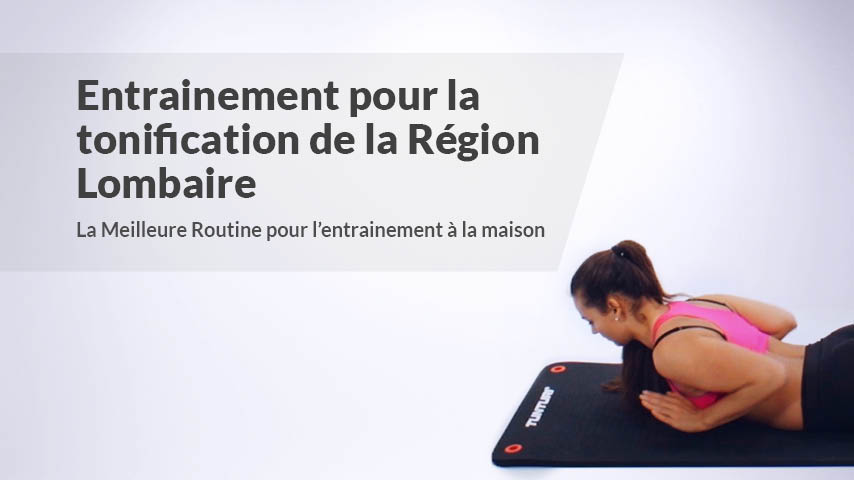 Entrainement pour la
tonification de la Région
Lombaire
La Meilleure Routine pour l’entrainement à la maison
TUNTURI